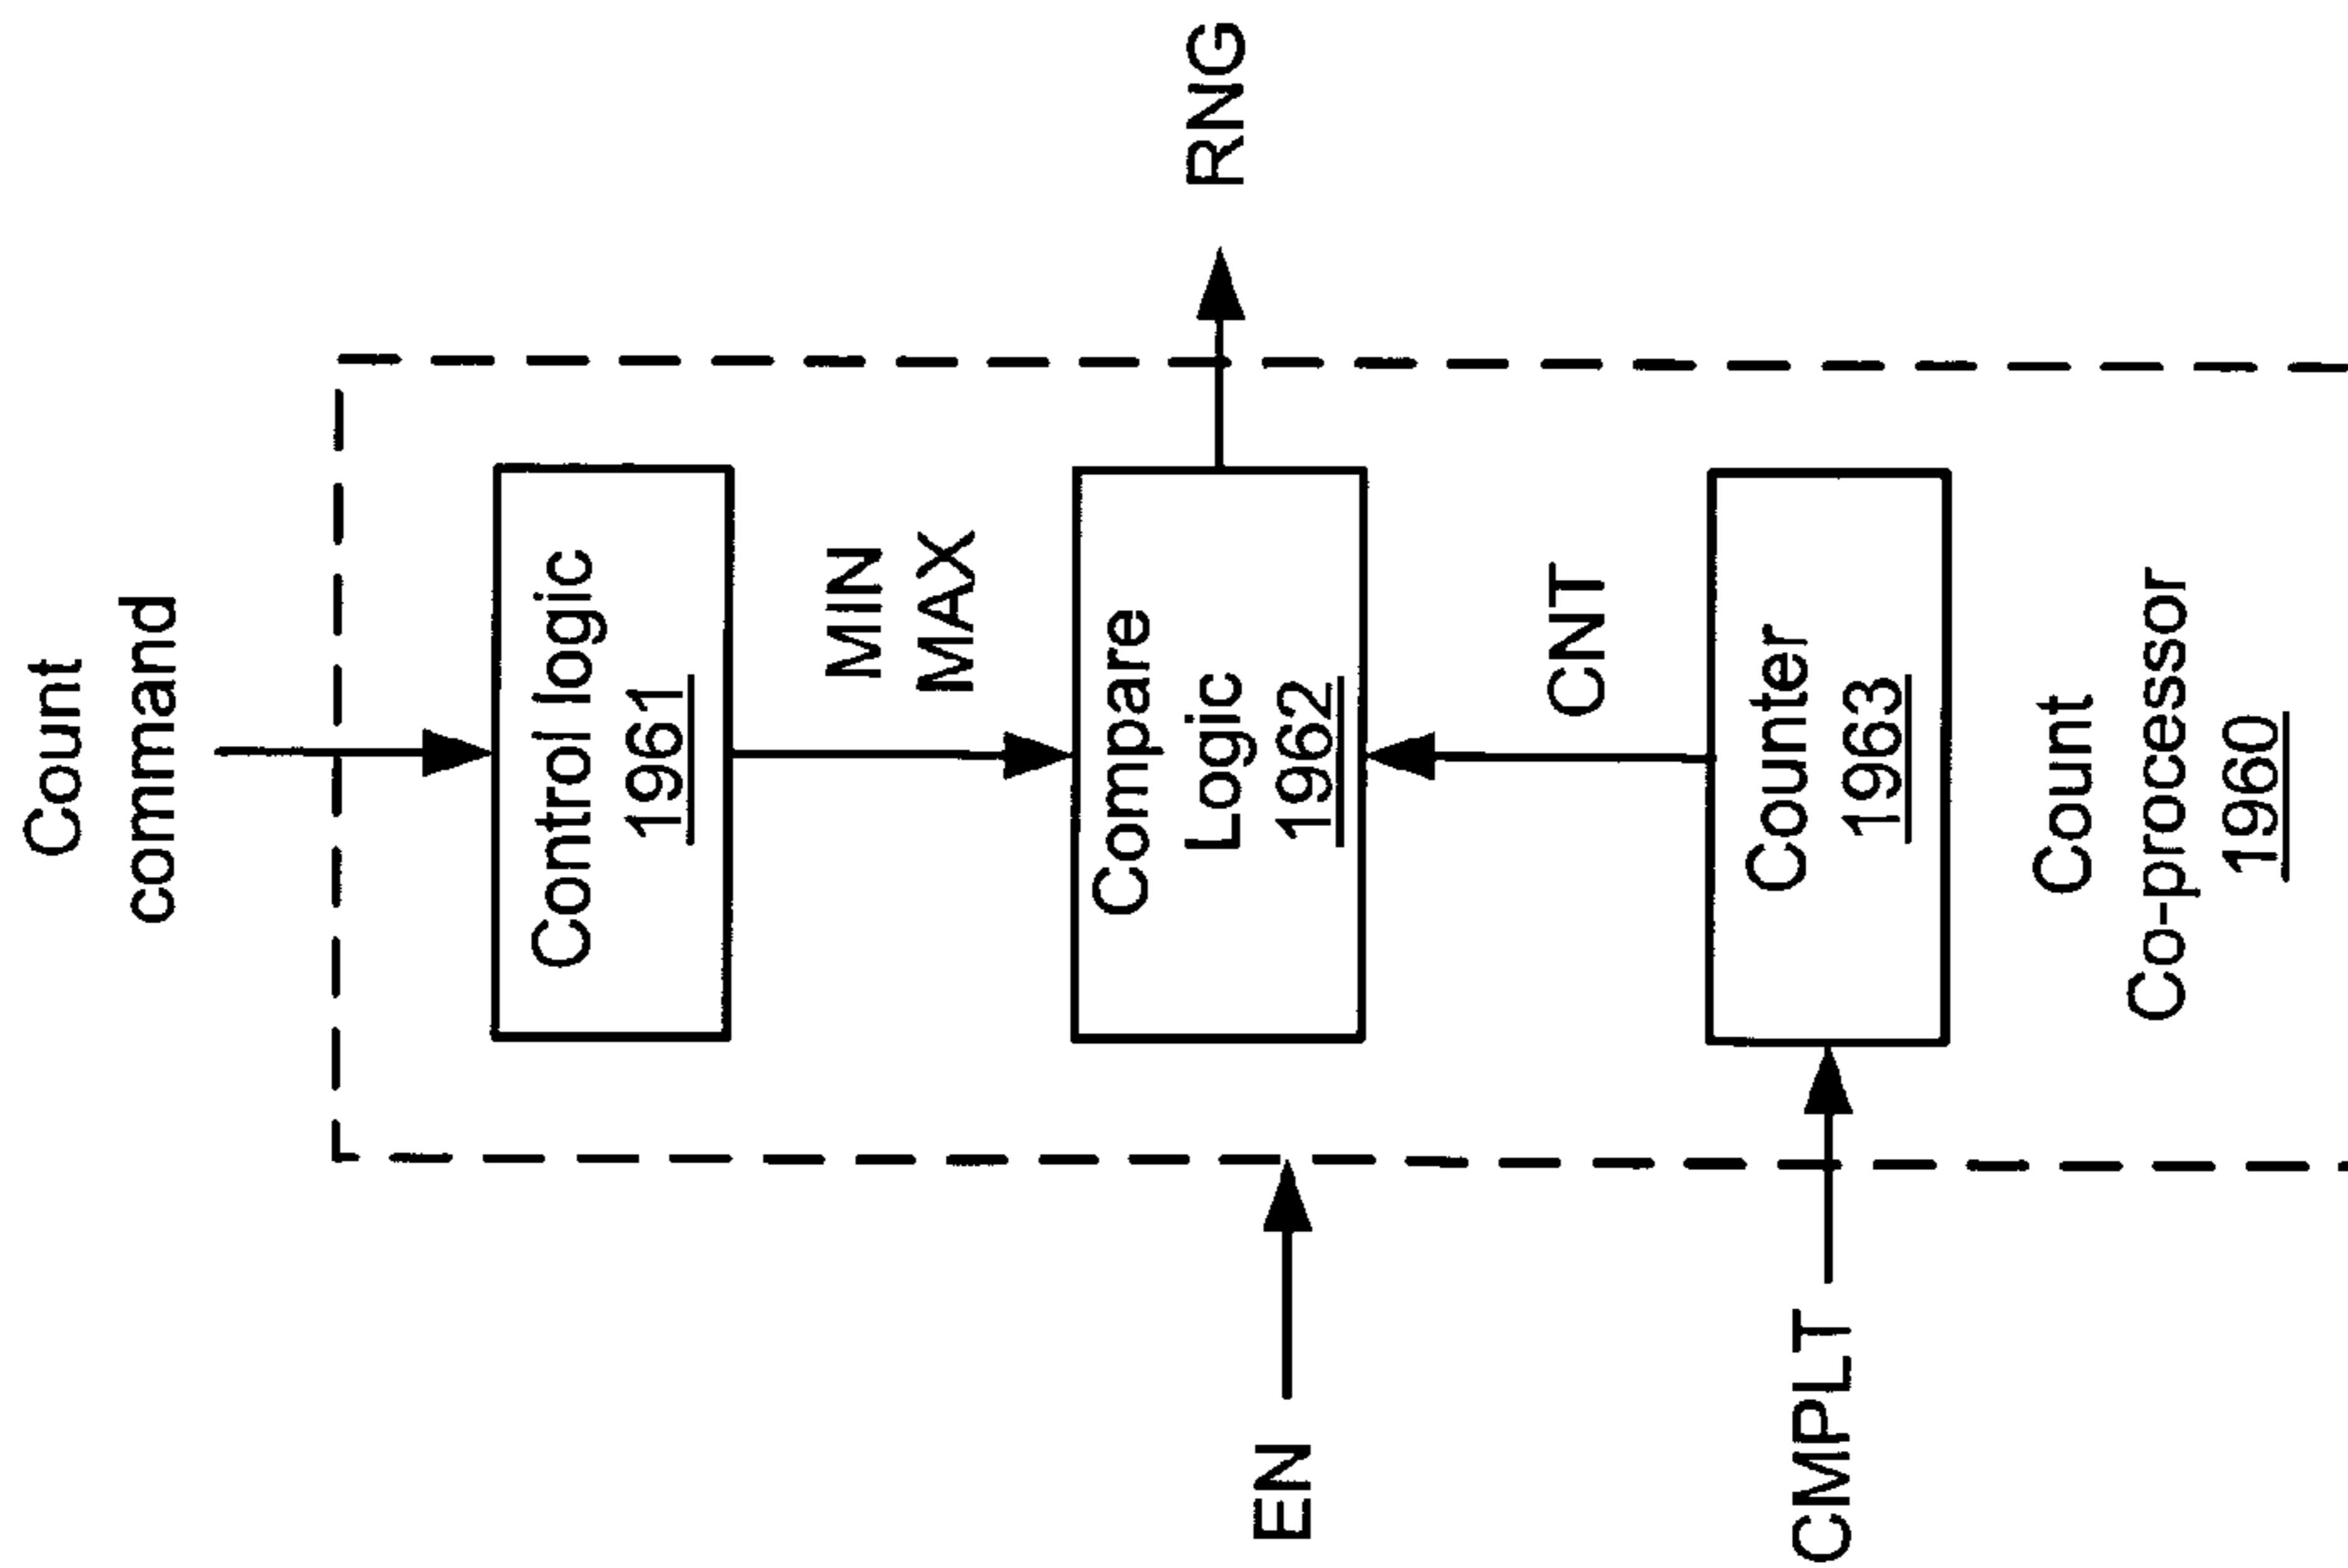 Count
command
Control logic
1961
MIN
MAX
Compare
Logic
1962
RNG
EN
CNT
Counter
1963
CMPLT
Count
Co-processor
1960